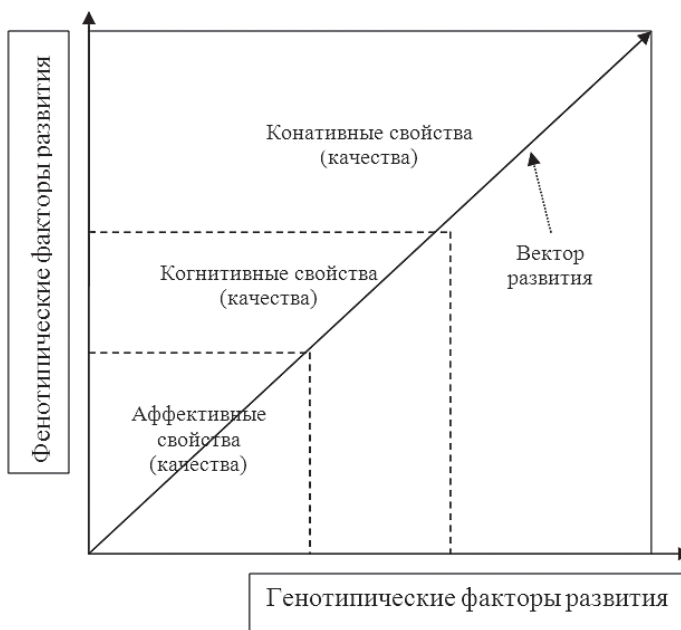 Фенотипические факторы развития
Конативные свойства
(качества)
Вектор
развития
Когнитивные свойства
(качества)
Аффективные
свойства
(качества)
Генотипические факторы развития